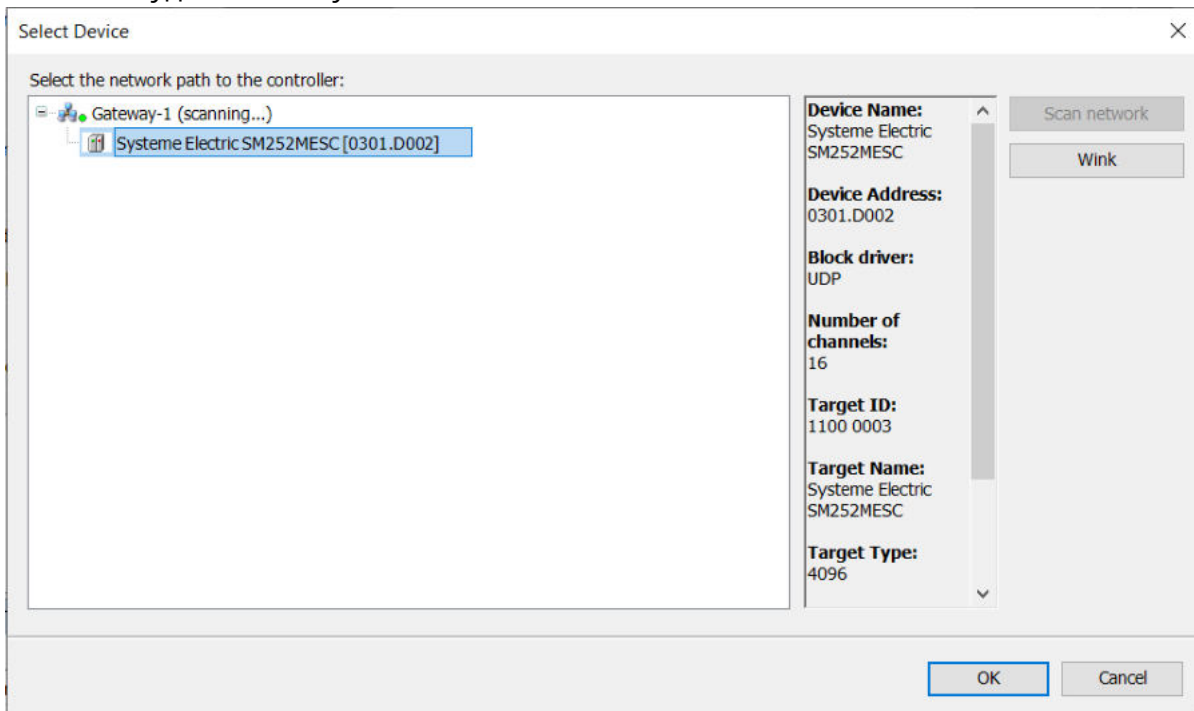 Select Device
Select the network path to the controller:
Gateway-1 (scanning...)
Systeme Electric SM252MESC [0301.D002]
Device Name:
Systeme Electric
SM252MESC
Device Address:
0301.D002
Block driver:
UDP
Number of
channels:
16
Target ID:
1100 0003
Target Name:
Systeme Electric
SM252MESC
Target Type:
4096
Scan network
Wink
OK
Cancel